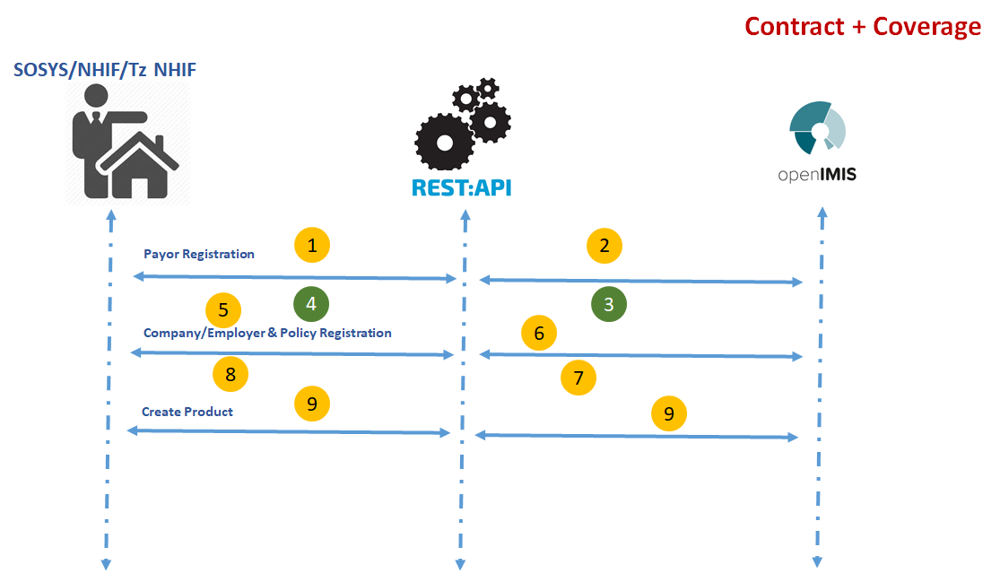 Contract + Coverage
SOSYS/NHIF/Tz NHIF
REST:API
openIMIS
1
2
Payor Registration
4
3
5
Company/Employer & Policy Registration
6
8
7
9
Create Product
9